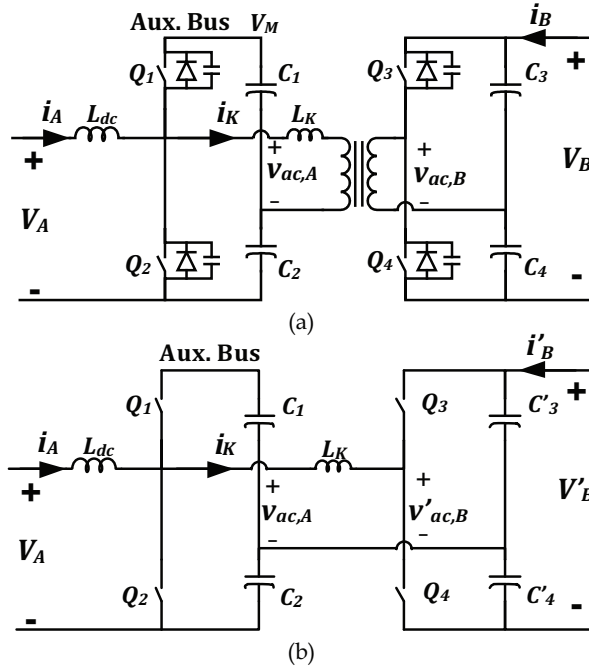 Aux. Bus V_M i_B
Q_1 C_1 Q_3 C_3
i_A L_dc i_K L_K
+ + + +
v_ac,A v_ac,B
V_A V_B
− −
Q_2 C_2 Q_4 C_4
- -
(a)
Aux. Bus i'_B
Q_1 C_1 Q_3 C'_3
i_A L_dc i_K L_K
+ + + +
v_ac,A v'_ac,B
V_A V'_B
− −
Q_2 C_2 Q_4 C'_4
- -
(b)